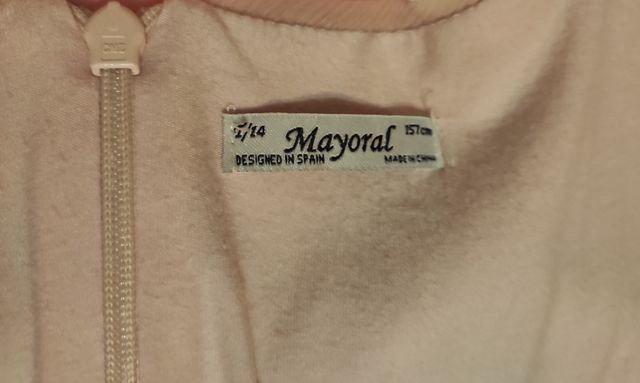 Mayoral
157cm
DESIGNED IN SPAIN
MADE IN CHINA